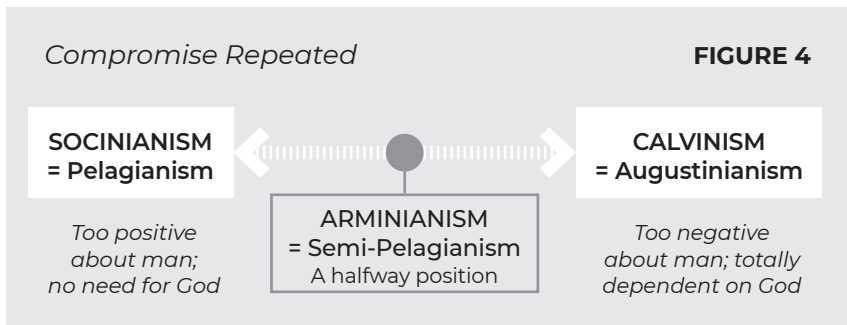 Compromise Repeated
FIGURE 4
SOCINIANISM
= Pelagianism
Too positive
about man;
no need for God
ARMINIANISM
= Semi-Pelagianism
A halfway position
CALVINISM
= Augustinianism
Too negative
about man; totally
dependent on God